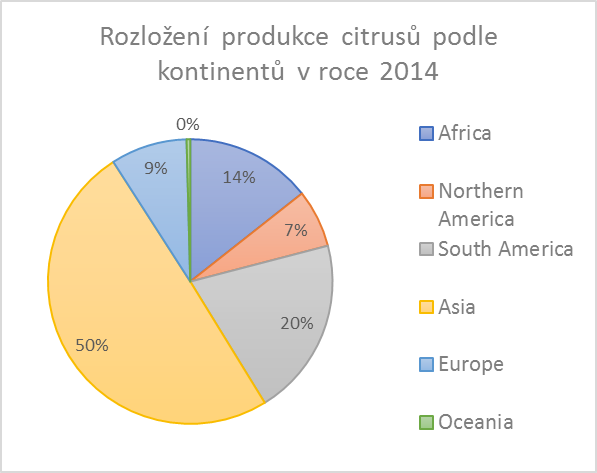 Rozložení produkce citrusů podle
kontinentů v roce 2014
0%
14%
9%
7%
20%
50%
Africa
Northern
America
South America
Asia
Europe
Oceania